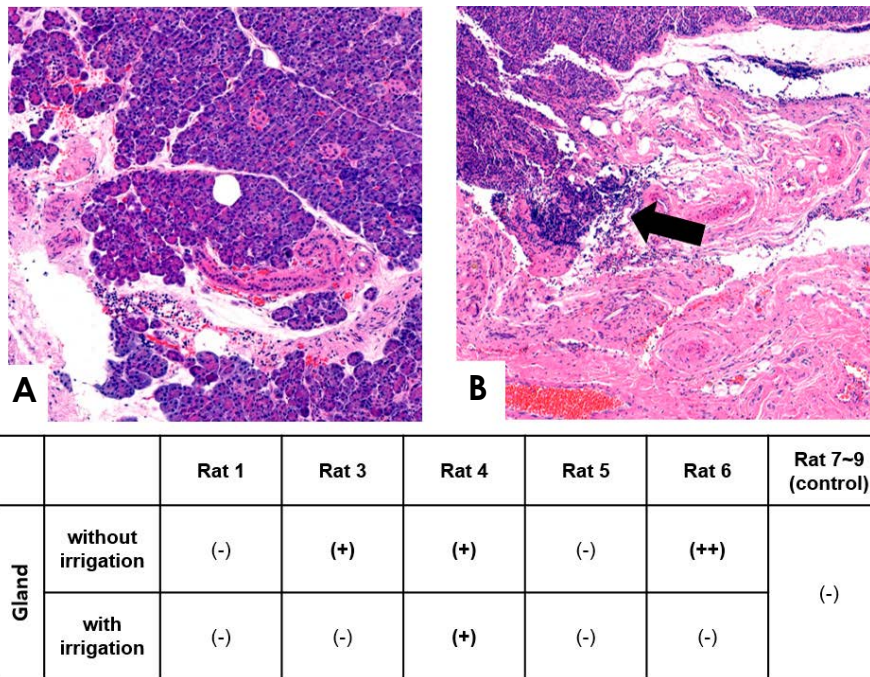 A
B
Rat 1
Rat 3
Rat 4
Rat 5
Rat 6
Rat 7~9
(control)
Gland
without
irrigation
(-)
(+)
(+)
(-)
(++)
(-)
with
irrigation
(-)
(-)
(+)
(-)
(-)